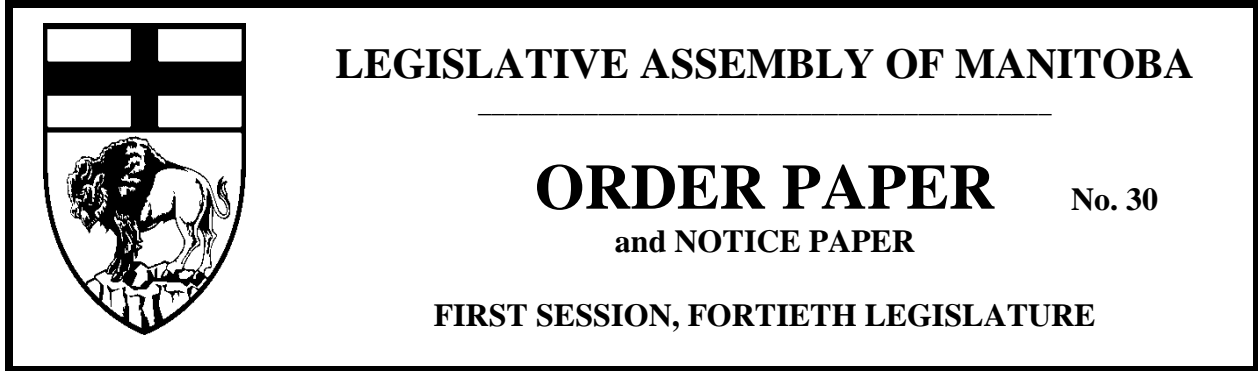 LEGISLATIVE ASSEMBLY OF MANITOBA
ORDER PAPER No. 30
and NOTICE PAPER
FIRST SESSION, FORTIETH LEGISLATURE